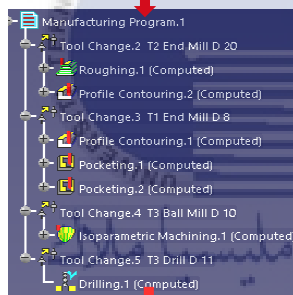 Manufacturing Program.1
Tool Change.2 T2 End Mill D 20
Roughing.1 (Computed)
Profile Contouring.2 (Computed)
Tool Change.3 T1 End Mill D 8
Profile Contouring.1 (Computed)
Pocketing.1 (Computed)
Pocketing.2 (Computed)
Tool Change.4 T3 Ball Mill D 10
Isoparametric Machining.1 (Computed)
Tool Change.5 T3 Drill D 11
Drilling.1 (Computed)